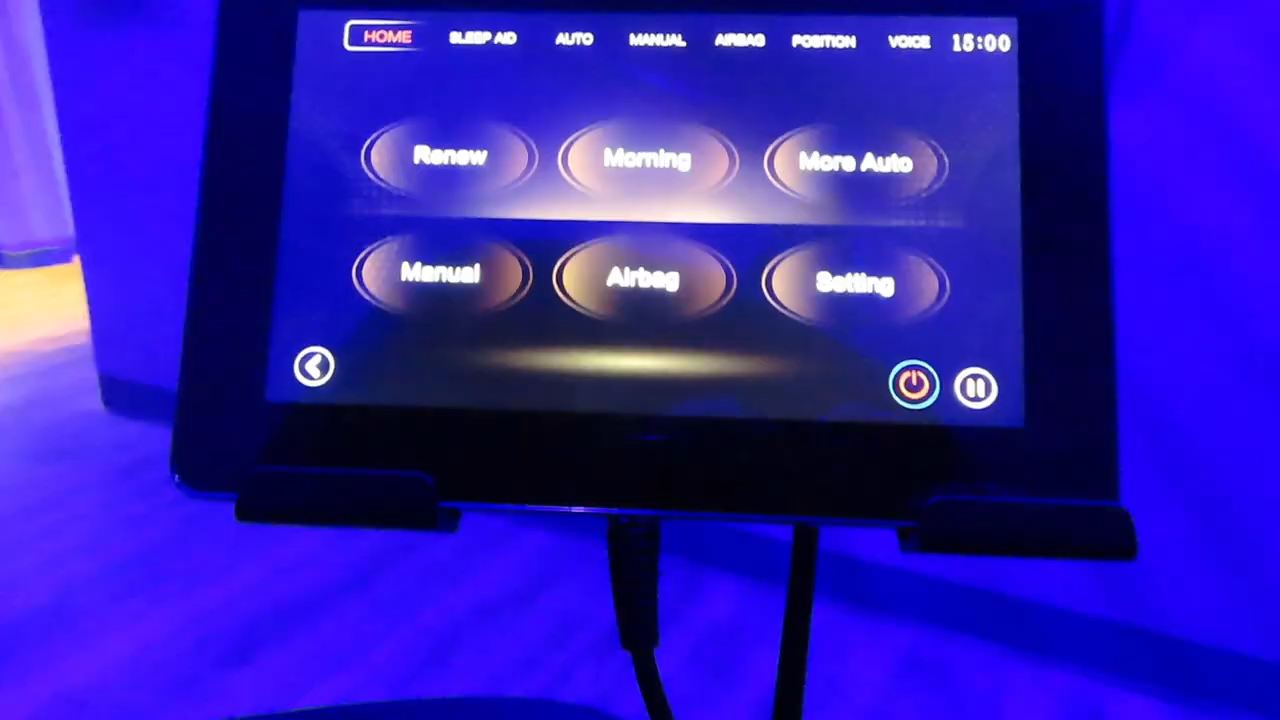 HOME SLEEP AID AUTO MANUAL AIRBAG POSITION VOICE 15:00
Renew Morning More Auto
Manual Airbag Setting